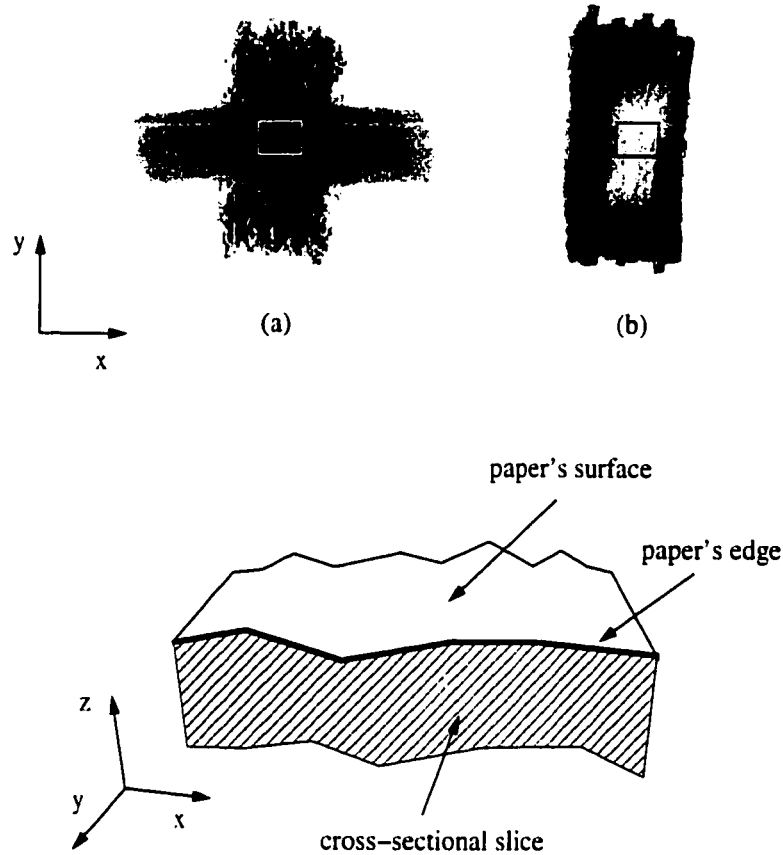 y
x
(a)
(b)
paper's surface
paper's edge
z
y
x
cross–sectional slice